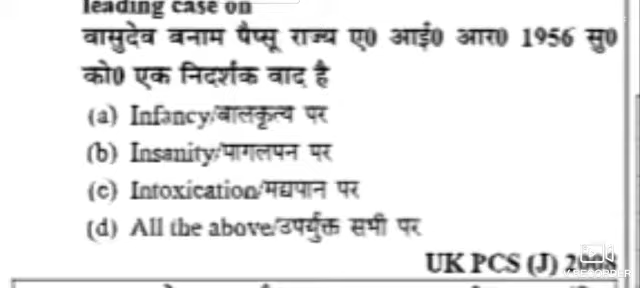 leading case on
वासुदेव बनाम पैप्सू राज्य ए0 आई0 आर0 1956 सु0
को0 एक निदर्शक वाद है
(a) Infancy/बालकृत्य पर
(b) Insanity/पागलपन पर
(c) Intoxication/मद्यपान पर
(d) All the above/उपर्युक्त सभी पर
UK PCS (J) 2008